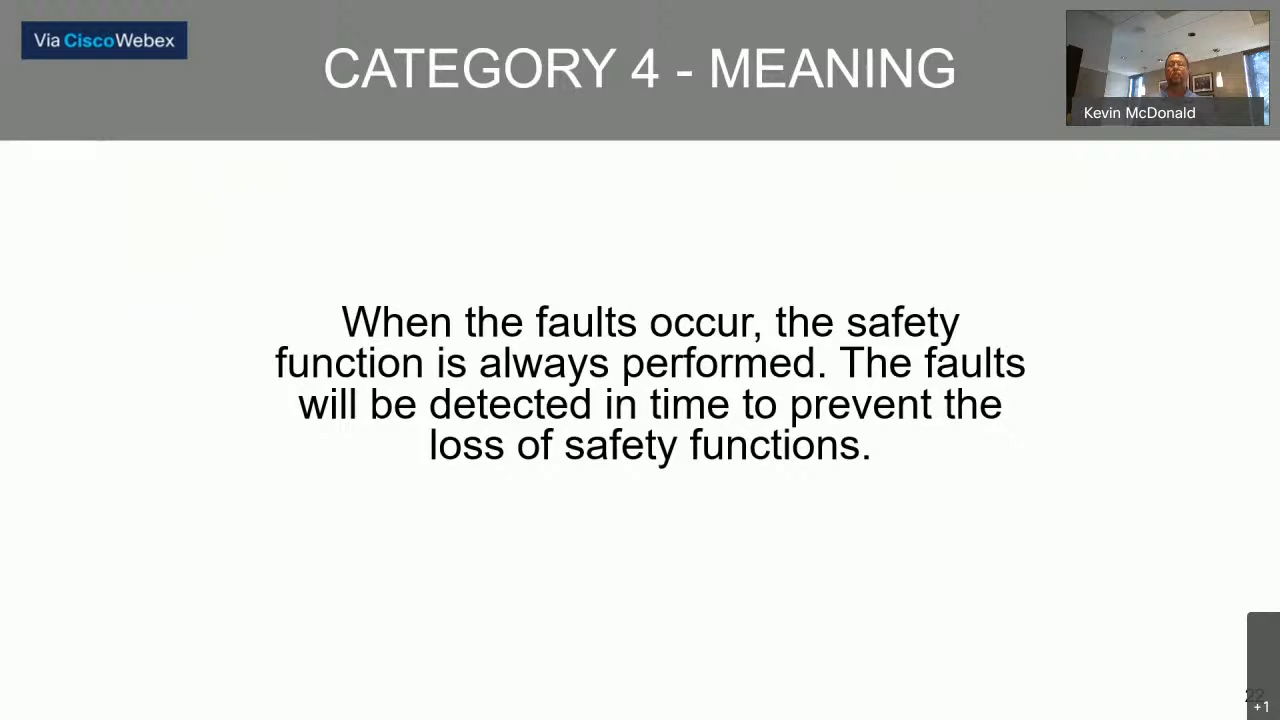 Via CiscoWebex
CATEGORY 4 - MEANING
Kevin McDonald
When the faults occur, the safety
function is always performed. The faults
will be detected in time to prevent the
loss of safety functions.
22
+1